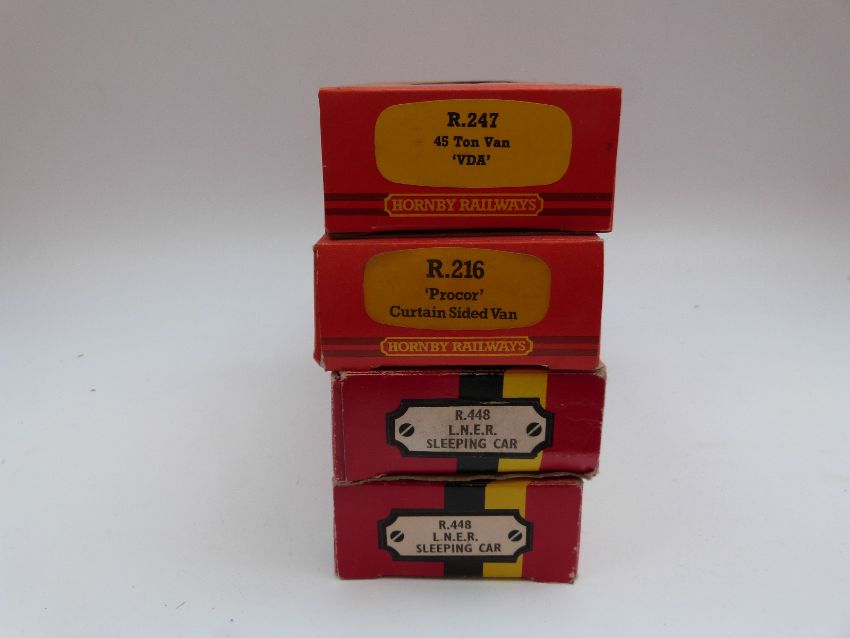 R.247
45 Ton Van
'VDA'
HORNBY RAILWAYS
R.216
'Procor'
Curtain Sided Van
HORNBY RAILWAYS
R.448
L.N.E.R.
SLEEPING CAR
R.448
L.N.E.R.
SLEEPING CAR